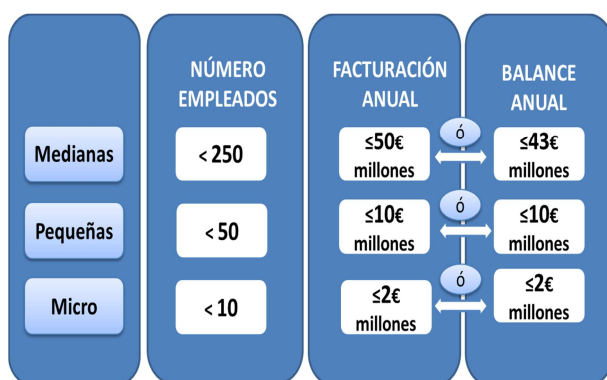 NÚMERO
EMPLEADOS
FACTURACIÓN
ANUAL
BALANCE
ANUAL
Medianas
< 250
≤50€
millones
ó
≤43€
millones
Pequeñas
< 50
≤10€
millones
ó
≤10€
millones
Micro
< 10
≤2€
millones
ó
≤2€
millones